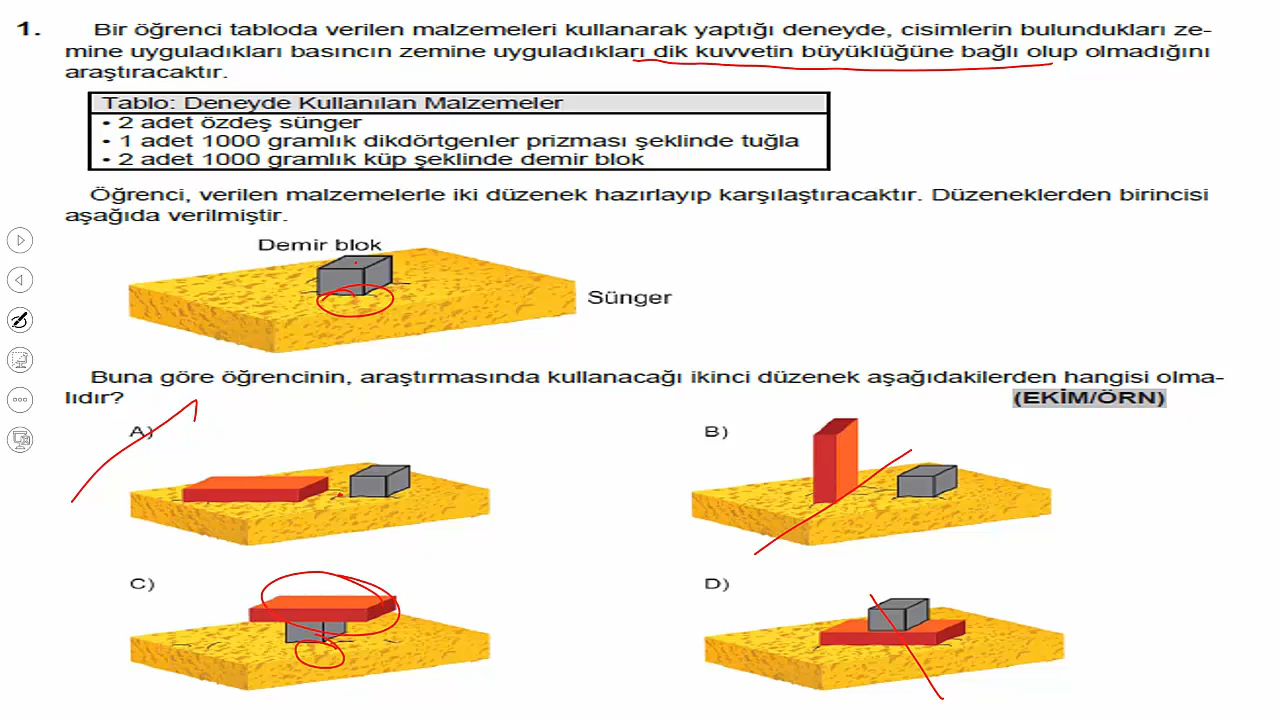 1. Bir öğrenci tabloda verilen malzemeleri kullanarak yaptığı deneyde, cisimlerin bulundukları ze-
mine uyguladıkları basıncın zemine uyguladıkları dik kuvvetin büyüklüğüne bağlı olup olmadığını
araştıracaktır.
Tablo: Deneyde Kullanılan Malzemeler
• 2 adet özdeş sünger
• 1 adet 1000 gramlık dikdörtgenler prizması şeklinde tuğla
• 2 adet 1000 gramlık küp şeklinde demir blok
Öğrenci, verilen malzemelerle iki düzenek hazırlayıp karşılaştıracaktır. Düzeneklerden birincisi
aşağıda verilmiştir.
Demir blok
Sünger
Buna göre öğrencinin, araştırmasında kullanacağı ikinci düzenek aşağıdakilerden hangisi olma-
lıdır?
(EKİM/ÖRN)
A)
B)
C)
D)